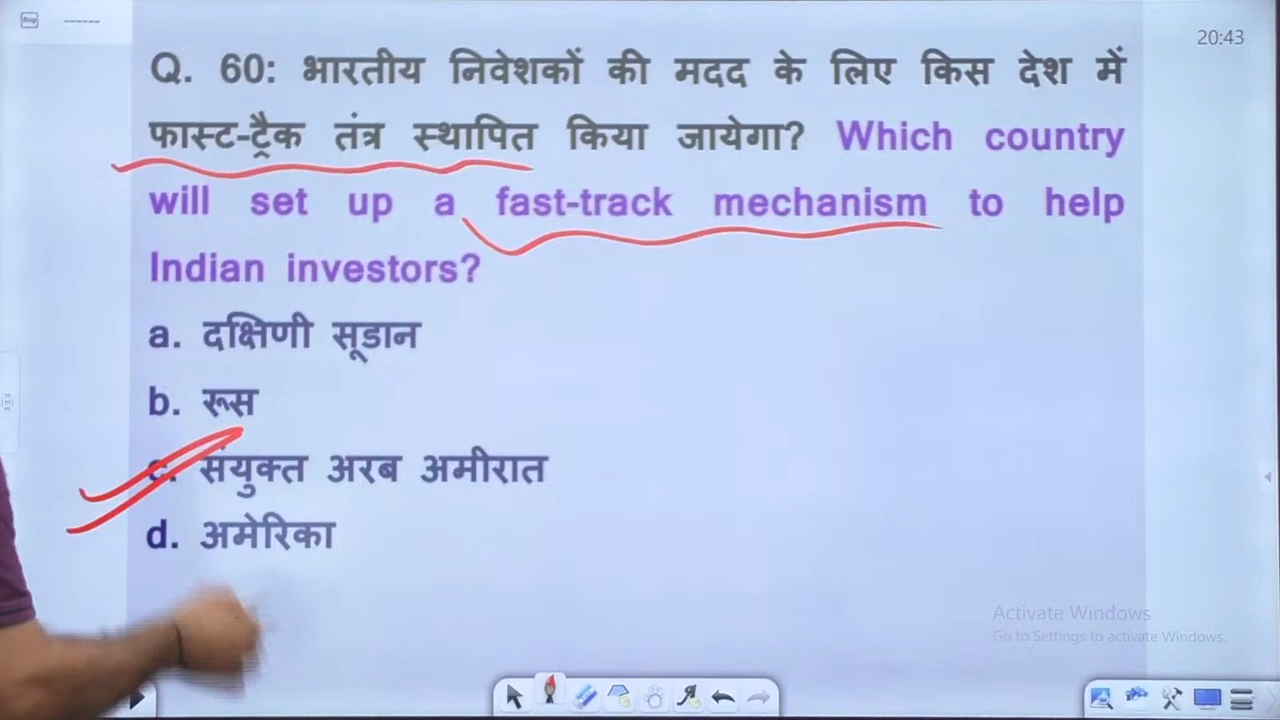 20:43
Q. 60: भारतीय निवेशकों की मदद के लिए किस देश में
फास्ट-ट्रैक तंत्र स्थापित किया जायेगा? Which country
will set up a fast-track mechanism to help
Indian investors?
a. दक्षिणी सूडान
b. रूस
c. संयुक्त अरब अमीरात
d. अमेरिका
Activate Windows
Go to Settings to activate Windows.